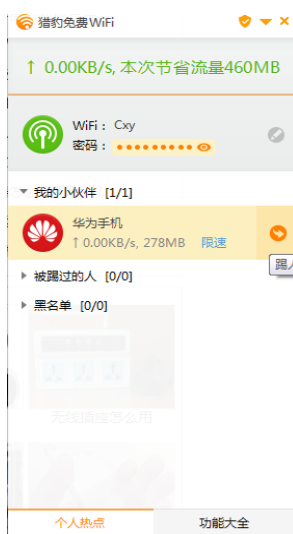 猎豹免费WiFi
↑ 0.00KB/s, 本次节省流量460MB
WiFi： Cxy
密码：
我的小伙伴 [1/1]
华为手机
↑0.00KB/s, 278MB 限速
踢人
被踢过的人 [0/0]
黑名单 [0/0]
无线插座怎么用
个人热点 功能大全